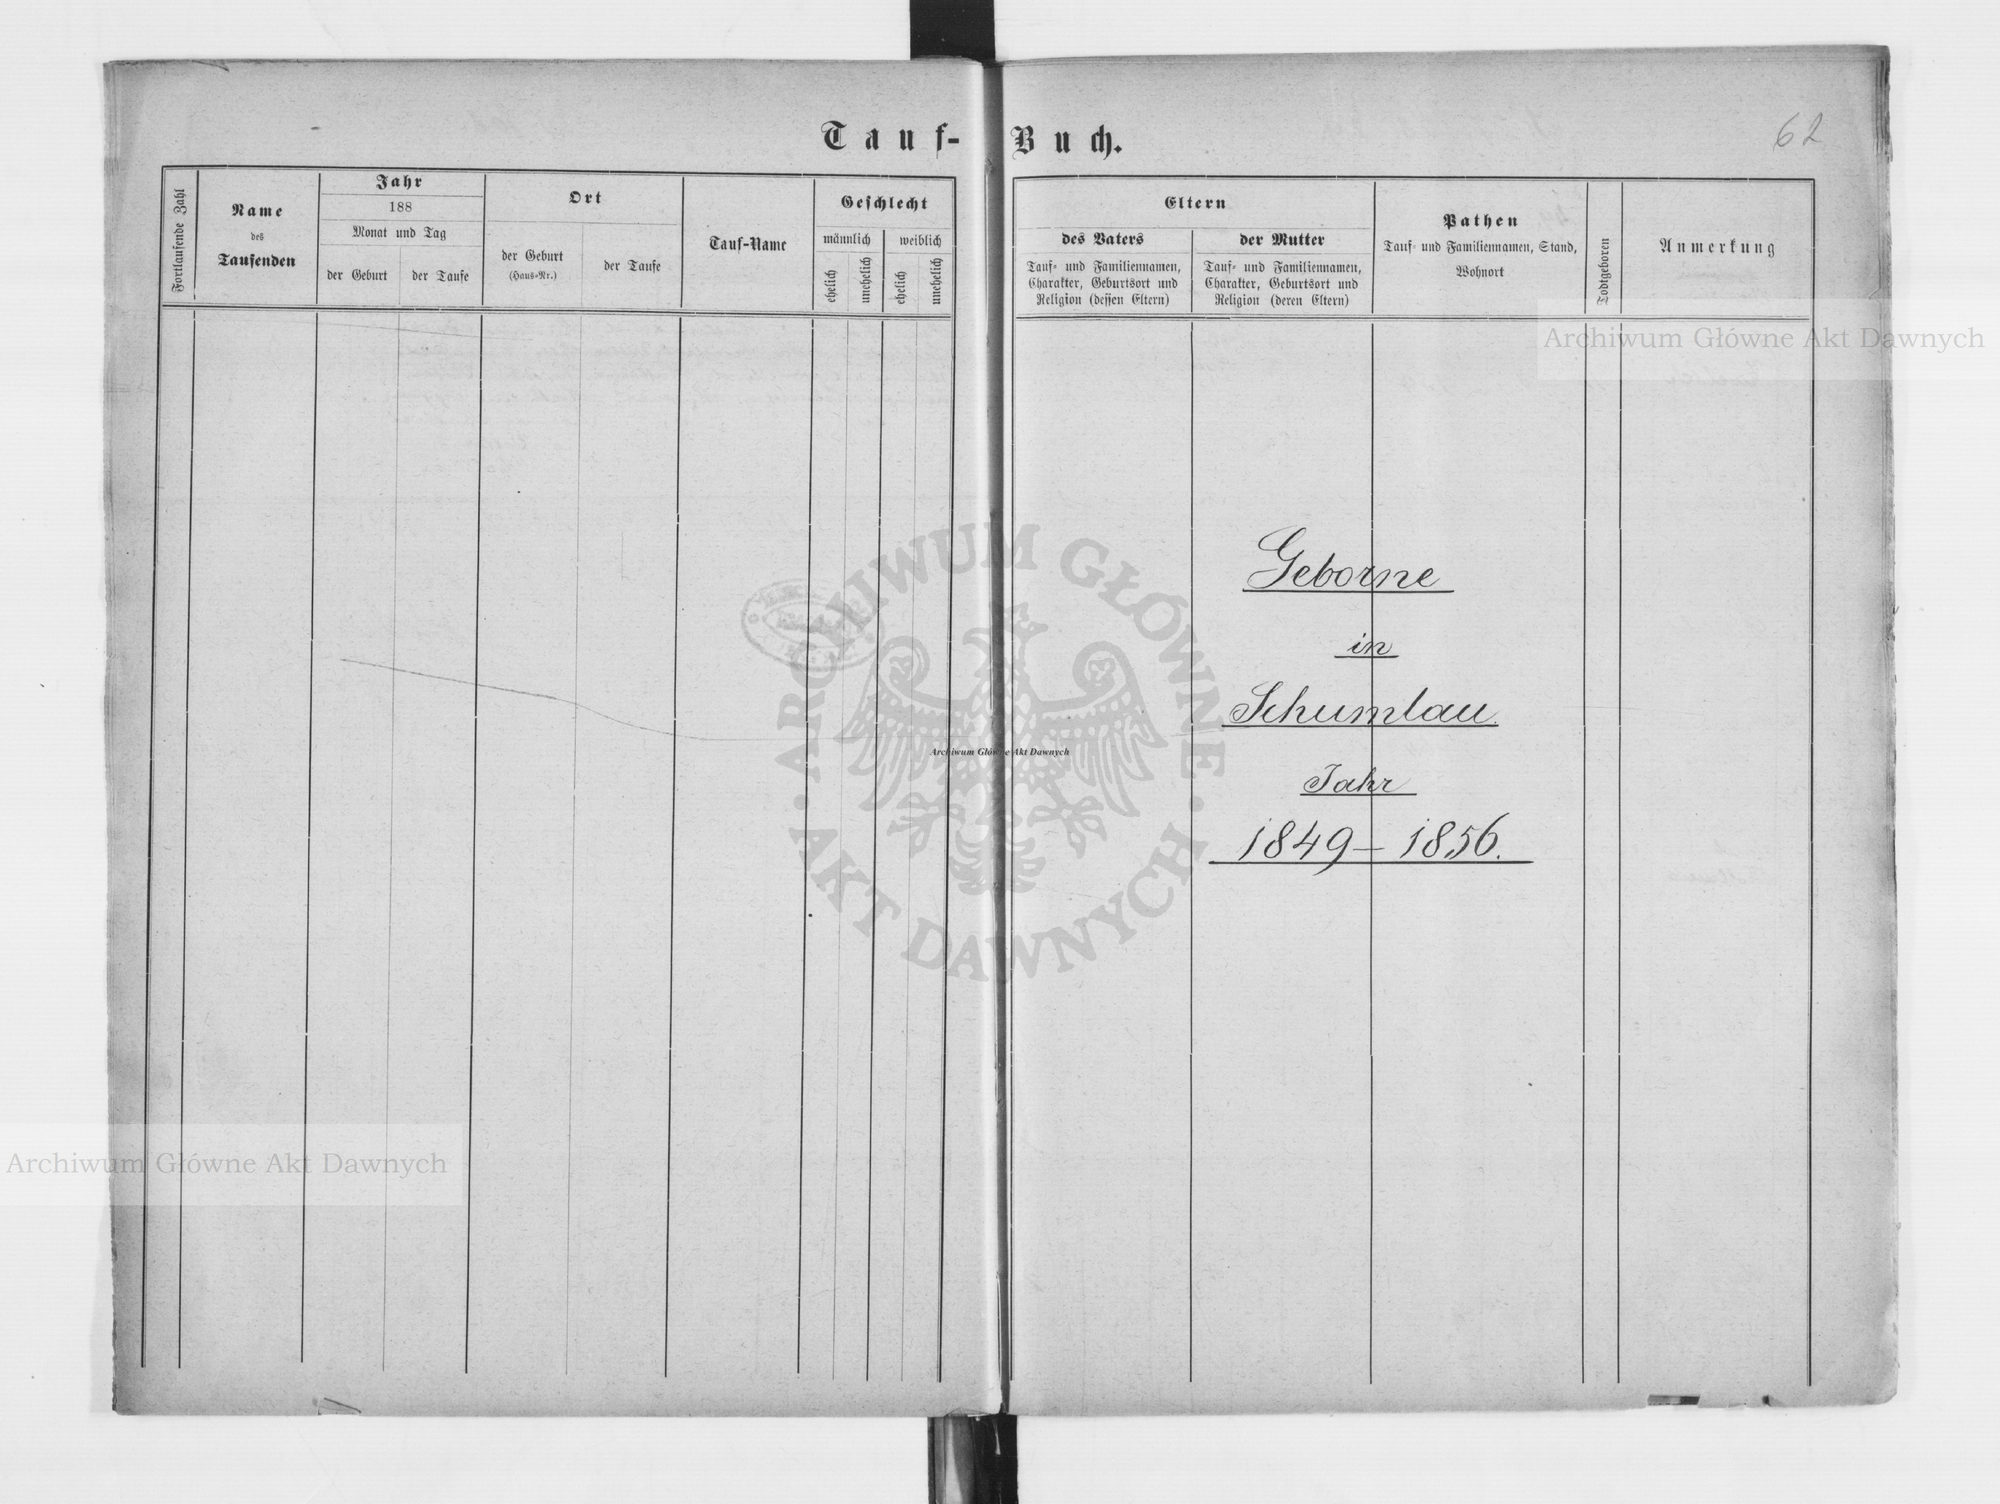 Tauf-Buch.
62
Fortlaufende Zahl
Name
des
Taufenden
Jahr
188
Monat und Tag
der Geburt
der Taufe
Ort
der Geburt
(Haus-Nr.)
der Taufe
Tauf-Name
Geschlecht
männlich
weiblich
ehelich
unehelich
ehelich
unehelich
Eltern
des Vaters
Tauf- und Familiennamen,
Charakter, Geburtsort und
Religion (dessen Eltern)
der Mutter
Tauf- und Familiennamen,
Charakter, Geburtsort und
Religion (deren Eltern)
Pathen
Tauf- und Familiennamen, Stand,
Wohnort
Todtgeboren
Anmerkung
Archiwum Główne Akt Dawnych
Geborne
in
Schumlau
Jahr
1849 – 1856.
ARCHIWUM GŁÓWNE AKT DAWNYCH
Archiwum Główne Akt Dawnych
Archiwum Główne Akt Dawnych